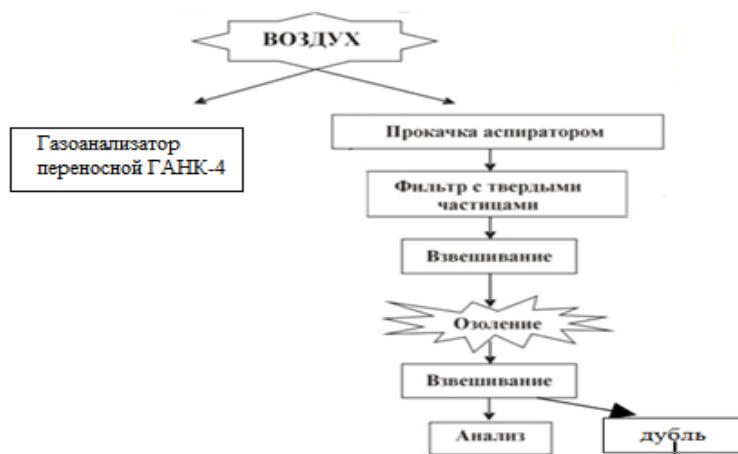 ВОЗДУХ
Газоанализатор
переносной ГАНК-4
Прокачка аспиратором
Фильтр с твердыми
частицами
Взвешивание
Озоление
Взвешивание
Анализ
дубль